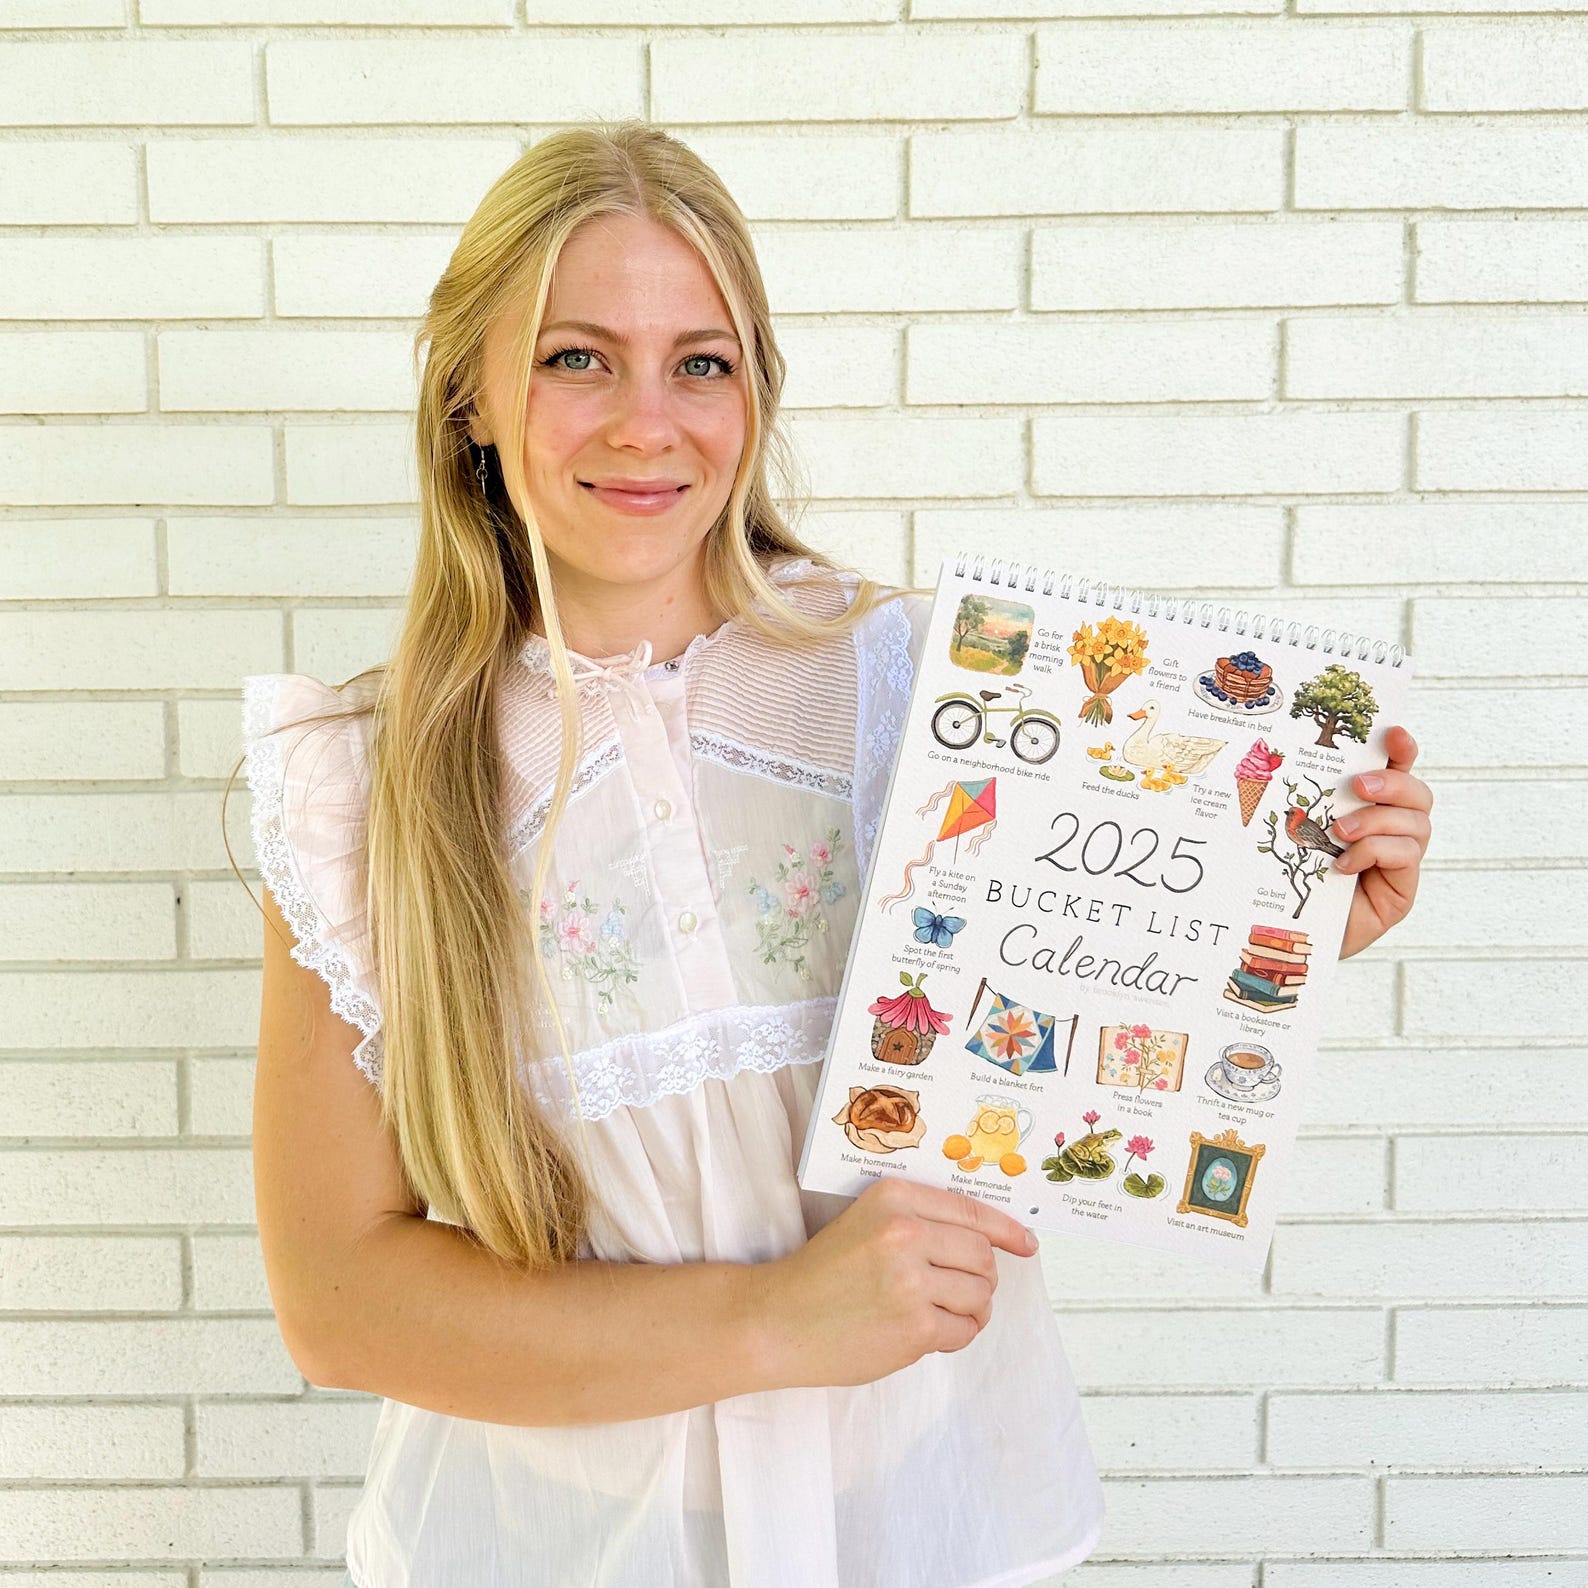 Go for
a brisk
morning
walk
Gift
flowers to
a friend
Have breakfast in bed
Read a book
under a tree
Go on a neighborhood bike ride
Feed the ducks
Try a new
ice cream
flavor
Fly a kite on
a Sunday
afternoon
2025
BUCKET LIST
Calendar
by brooklyn swenson
Go bird
spotting
Spot the first
butterfly of spring
Visit a bookstore or
library
Make a fairy garden
Build a blanket fort
Press flowers
in a book
Thrift a new mug or
tea cup
Make homemade
bread
Make lemonade
with real lemons
Dip your feet in
the water
Visit an art museum